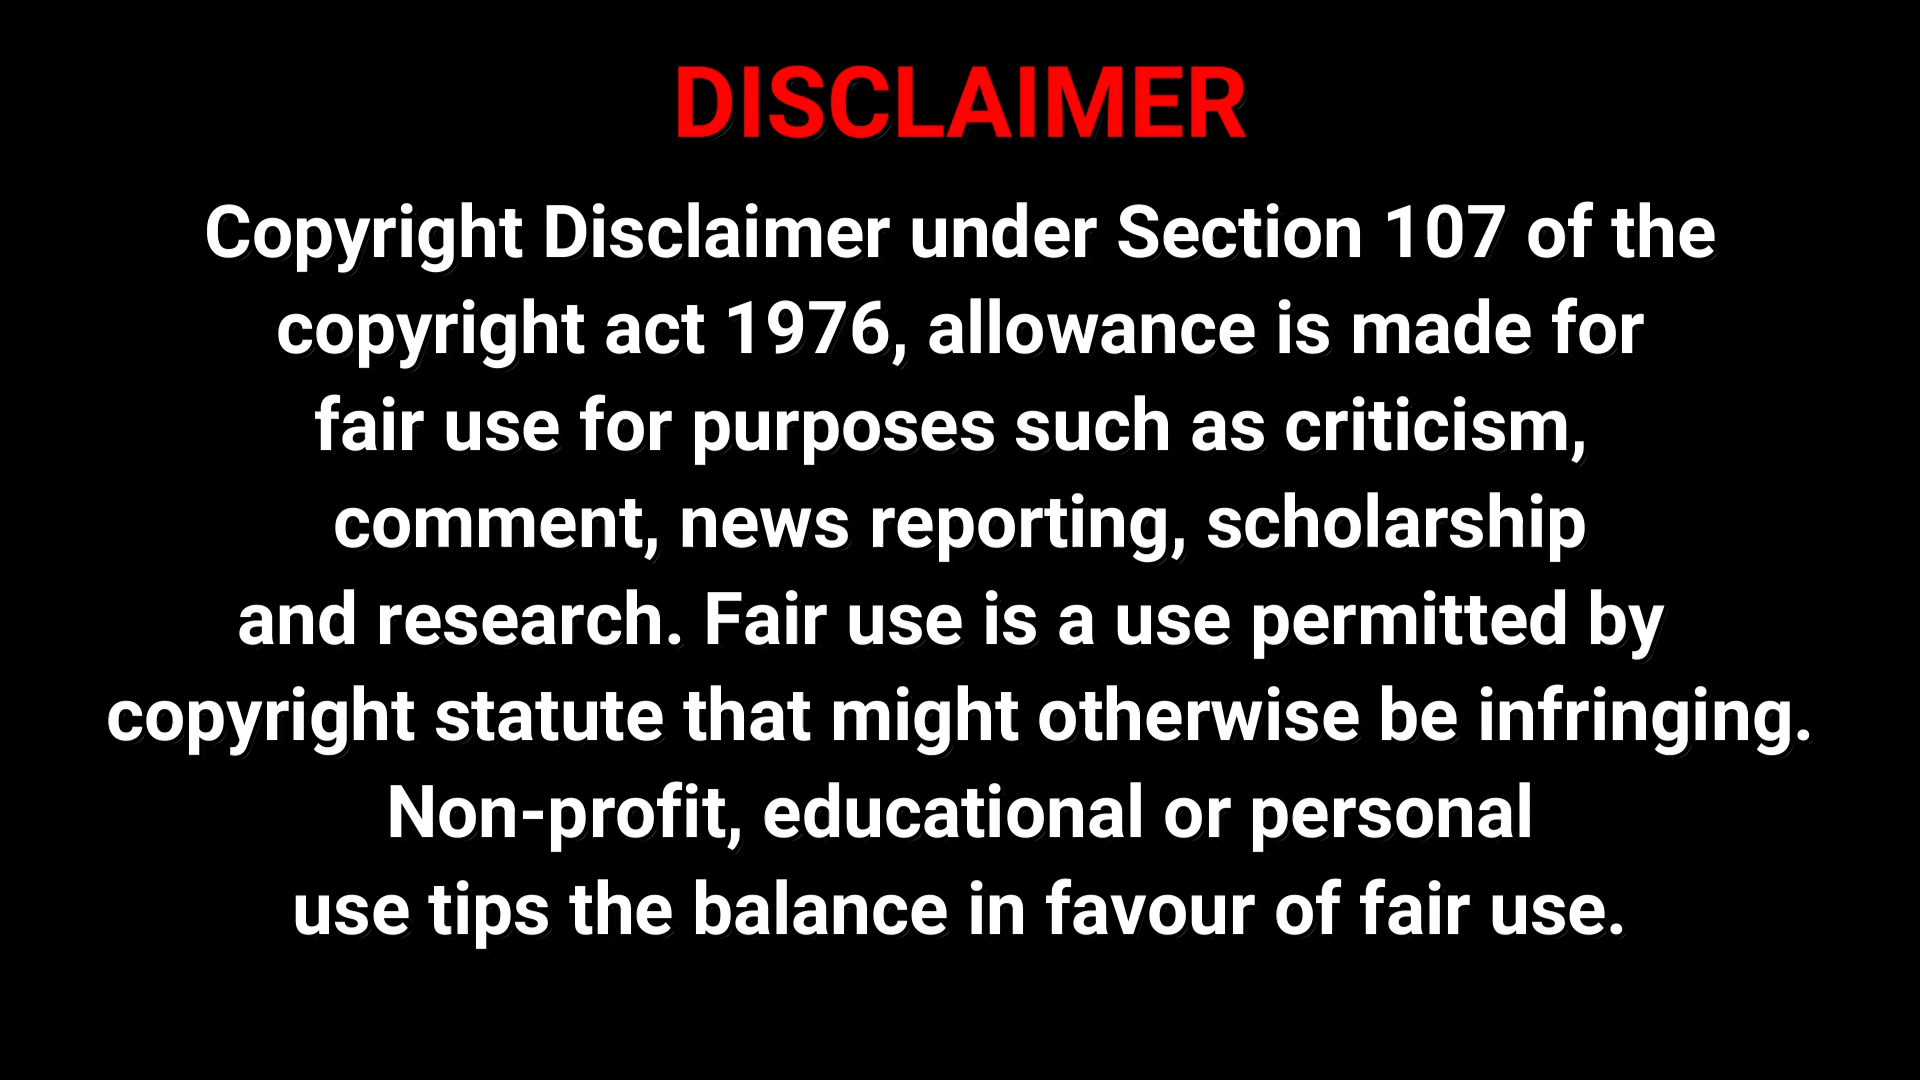 DISCLAIMER
Copyright Disclaimer under Section 107 of the
copyright act 1976, allowance is made for
fair use for purposes such as criticism,
comment, news reporting, scholarship
and research. Fair use is a use permitted by
copyright statute that might otherwise be infringing.
Non-profit, educational or personal
use tips the balance in favour of fair use.